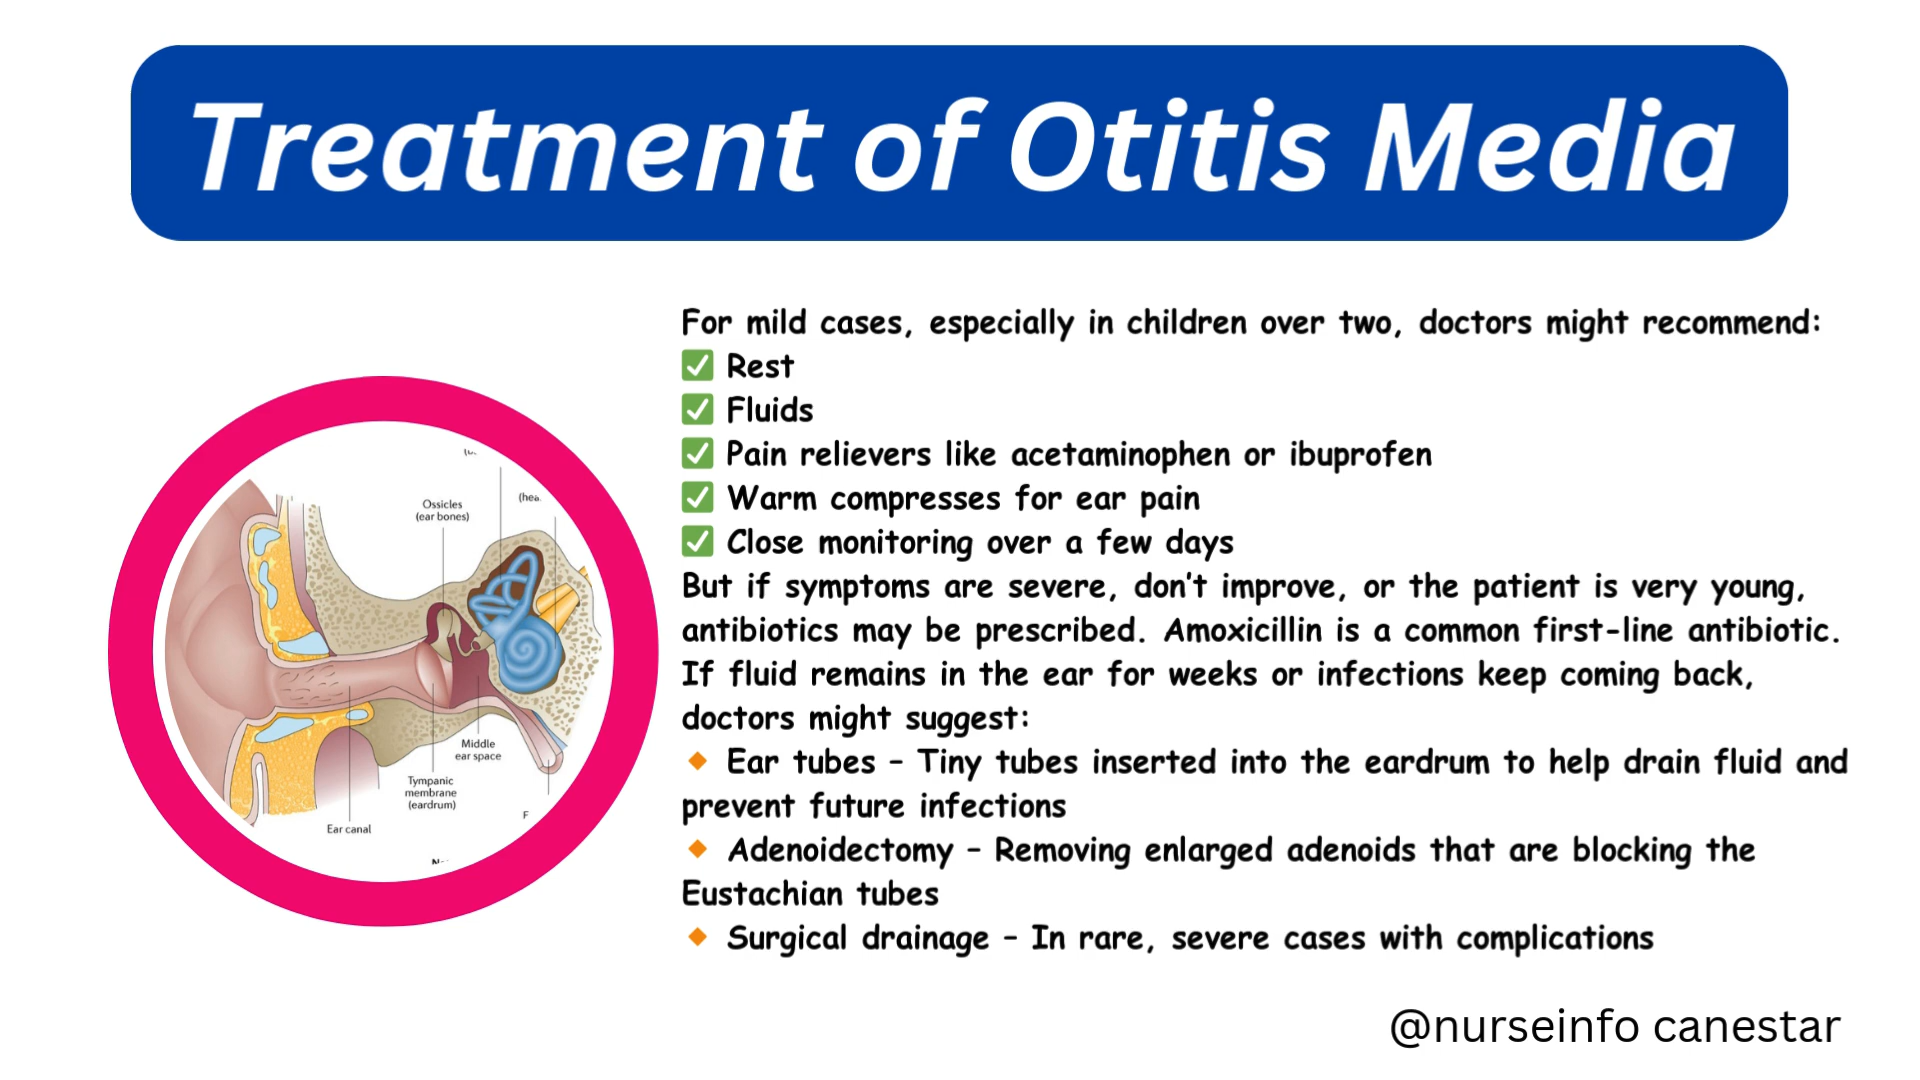 Treatment of Otitis Media
For mild cases, especially in children over two, doctors might recommend:
✅ Rest
✅ Fluids
✅ Pain relievers like acetaminophen or ibuprofen
✅ Warm compresses for ear pain
✅ Close monitoring over a few days
But if symptoms are severe, don't improve, or the patient is very young,
antibiotics may be prescribed. Amoxicillin is a common first-line antibiotic.
If fluid remains in the ear for weeks or infections keep coming back,
doctors might suggest:
🔸 Ear tubes – Tiny tubes inserted into the eardrum to help drain fluid and
prevent future infections
🔸 Adenoidectomy – Removing enlarged adenoids that are blocking the
Eustachian tubes
🔸 Surgical drainage – In rare, severe cases with complications
Ossicles
(ear bones)
Middle
ear space
Tympanic
membrane
(eardrum)
Ear canal
@nurseinfo canestar